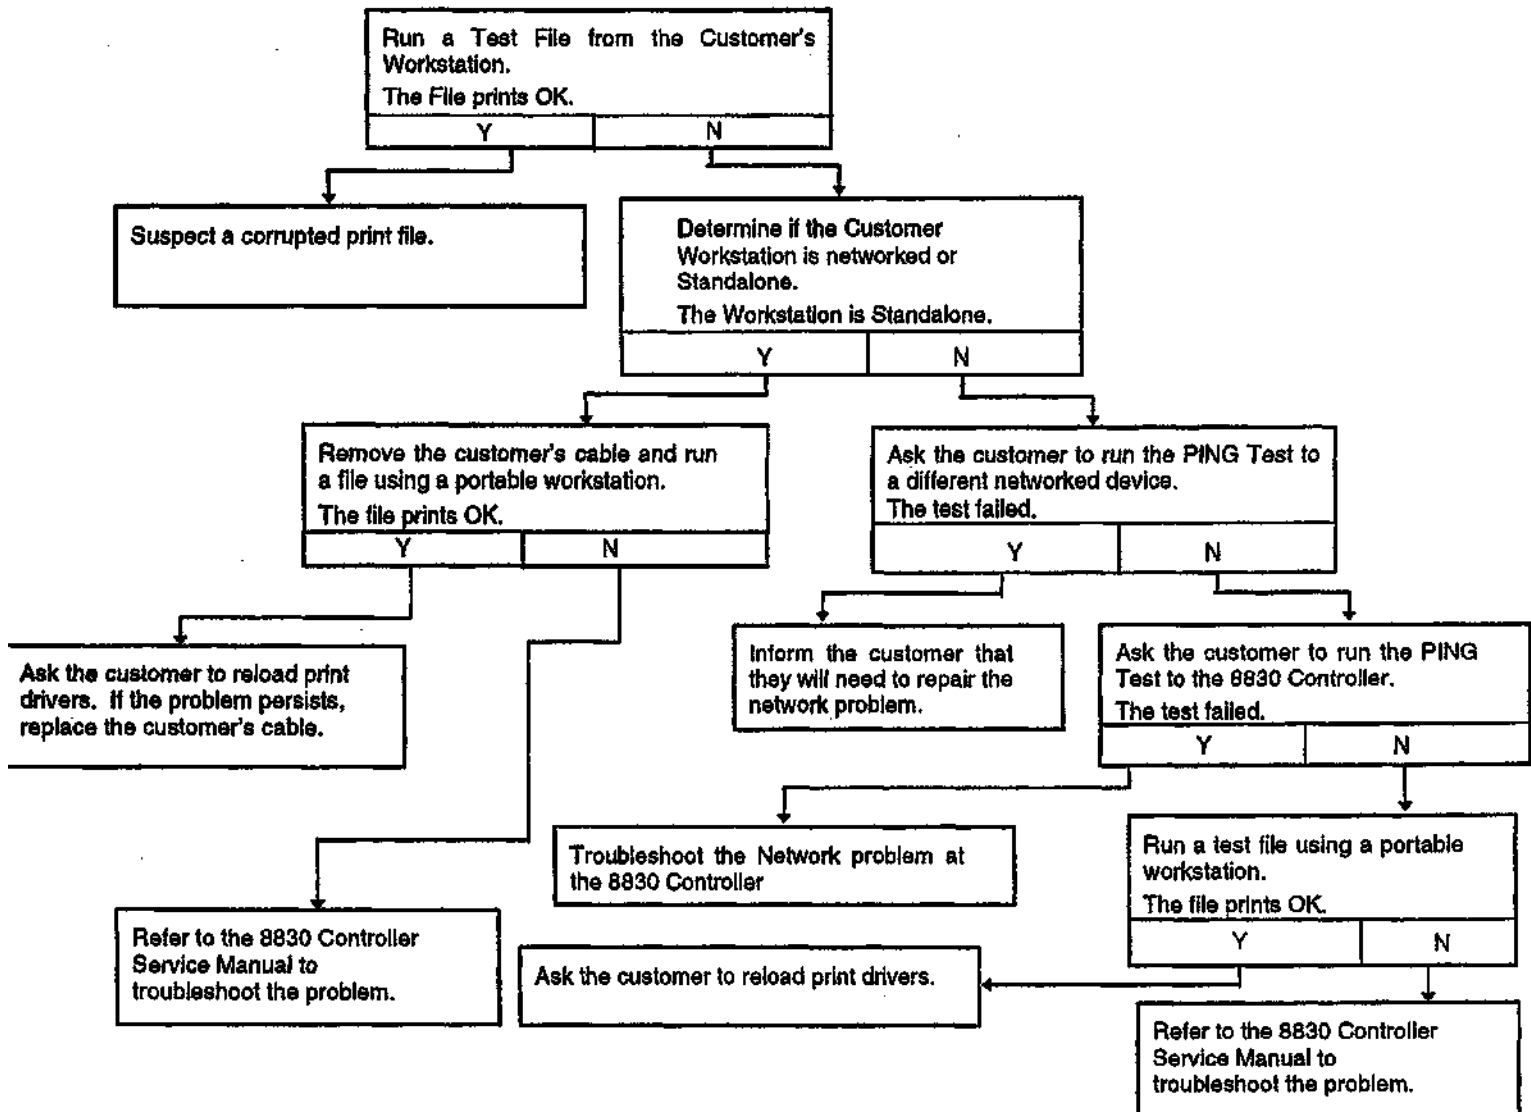 Run a Test File from the Customer's
Workstation.
The File prints OK.
Y N
Suspect a corrupted print file.
Determine if the Customer
Workstation is networked or
Standalone.
The Workstation is Standalone.
Y N
Remove the customer's cable and run
a file using a portable workstation.
The file prints OK.
Y N
Ask the customer to run the PING Test to
a different networked device.
The test failed.
Y N
Ask the customer to reload print
drivers. If the problem persists,
replace the customer's cable.
Inform the customer that
they will need to repair the
network problem.
Ask the customer to run the PING
Test to the 8830 Controller.
The test failed.
Y N
Troubleshoot the Network problem at
the 8830 Controller
Run a test file using a portable
workstation.
The file prints OK.
Y N
Refer to the 8830 Controller
Service Manual to
troubleshoot the problem.
Ask the customer to reload print drivers.
Refer to the 8830 Controller
Service Manual to
troubleshoot the problem.